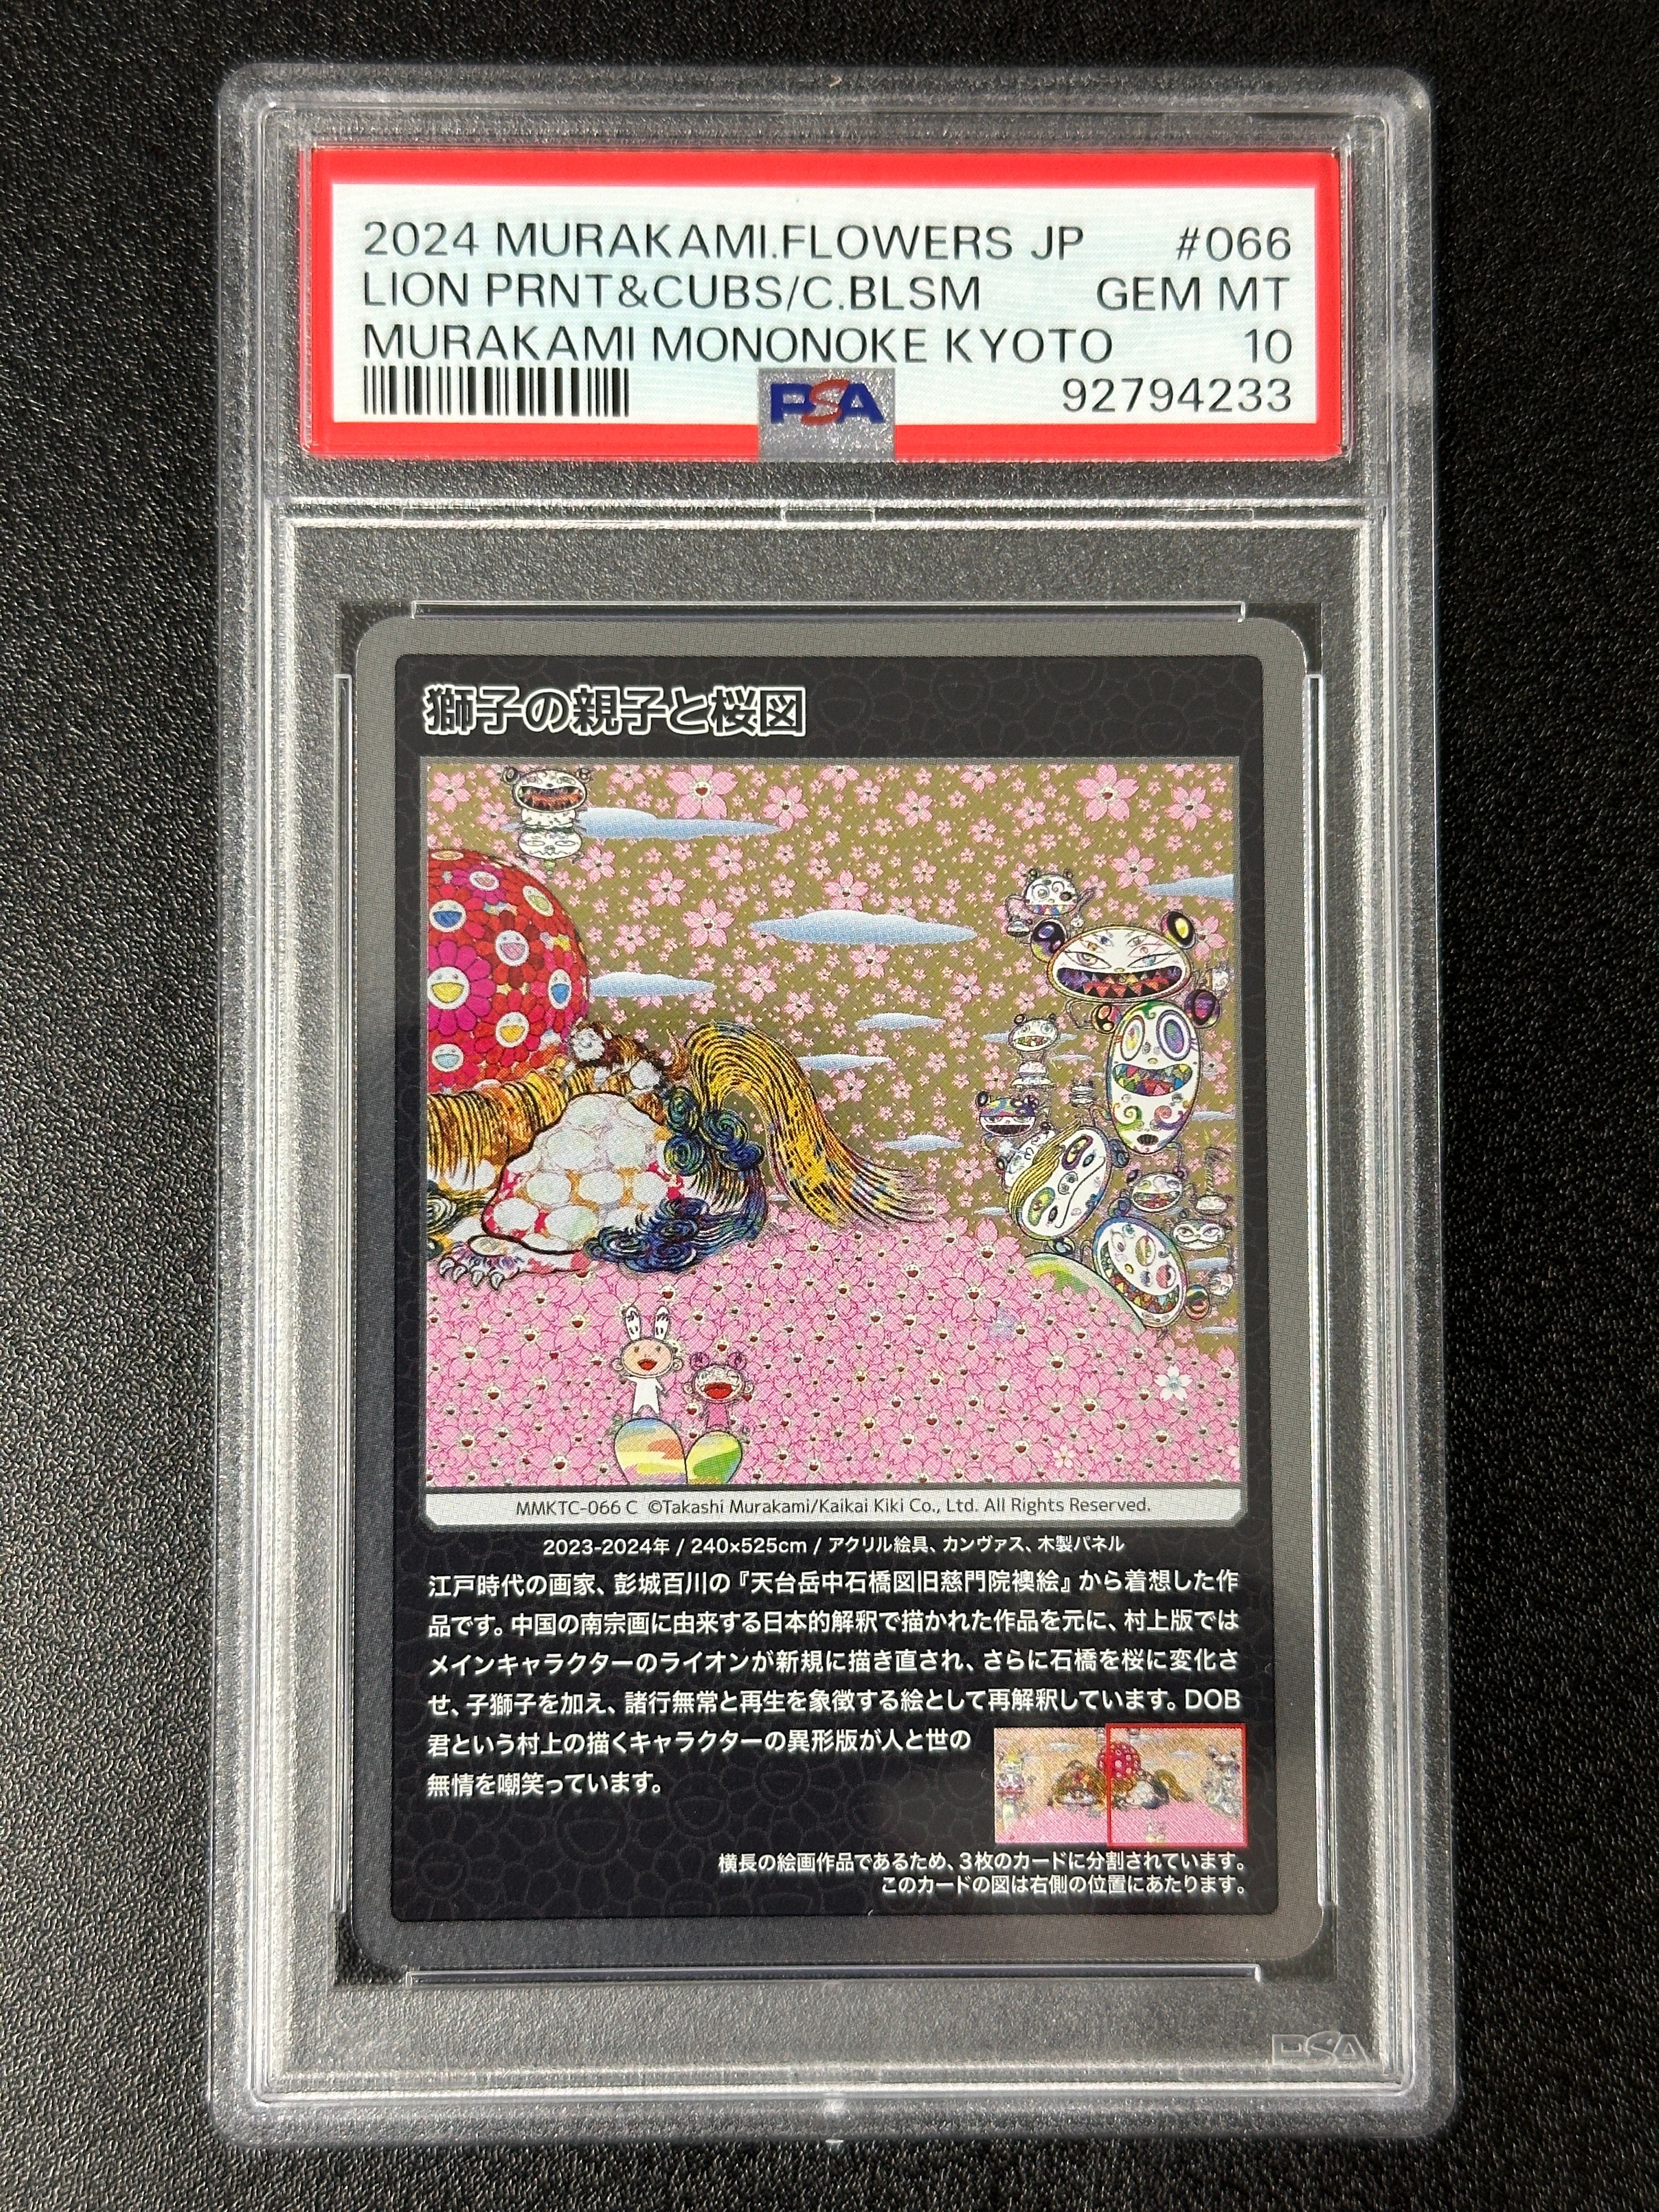 2024 MURAKAMI.FLOWERS JP #066
LION PRNT&CUBS/C.BLSM GEM MT
MURAKAMI MONONOKE KYOTO 10
PSA 92794233
獅子の親子と桜図
MMKTC-066 C ©Takashi Murakami/Kaikai Kiki Co., Ltd. All Rights Reserved.
2023-2024年 / 240×525cm / アクリル絵具、カンヴァス、木製パネル
江戸時代の画家、彭城百川の『天台岳中石橋図旧慈門院襖絵』から着想した作
品です。中国の南宗画に由来する日本的解釈で描かれた作品を元に、村上版では
メインキャラクターのライオンが新規に描き直され、さらに石橋を桜に変化さ
せ、子獅子を加え、諸行無常と再生を象徴する絵として再解釈しています。DOB
君という村上の描くキャラクターの異形版が人と世の
無情を嘲笑っています。
横長の絵画作品であるため、3枚のカードに分割されています。
このカードの図は右側の位置にあたります。
PSA